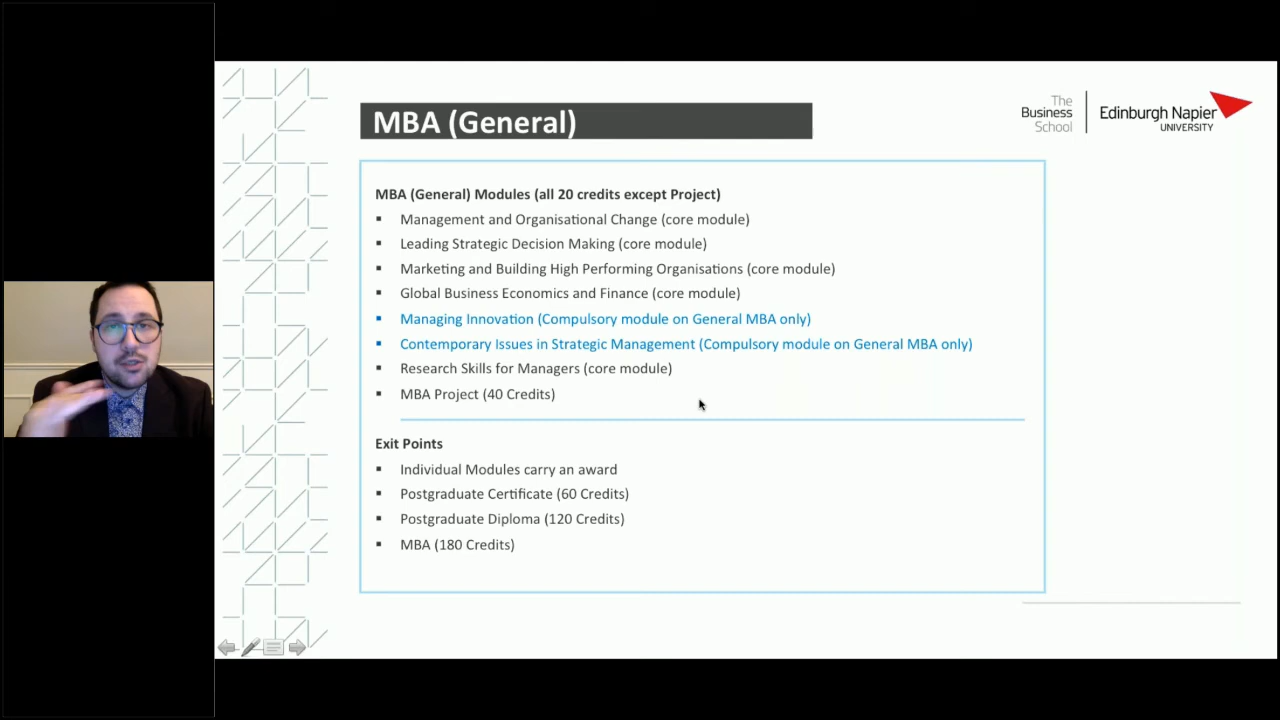 MBA (General)
The
Business
School
Edinburgh Napier
UNIVERSITY
MBA (General) Modules (all 20 credits except Project)
Management and Organisational Change (core module)
Leading Strategic Decision Making (core module)
Marketing and Building High Performing Organisations (core module)
Global Business Economics and Finance (core module)
Managing Innovation (Compulsory module on General MBA only)
Contemporary Issues in Strategic Management (Compulsory module on General MBA only)
Research Skills for Managers (core module)
MBA Project (40 Credits)
Exit Points
Individual Modules carry an award
Postgraduate Certificate (60 Credits)
Postgraduate Diploma (120 Credits)
MBA (180 Credits)